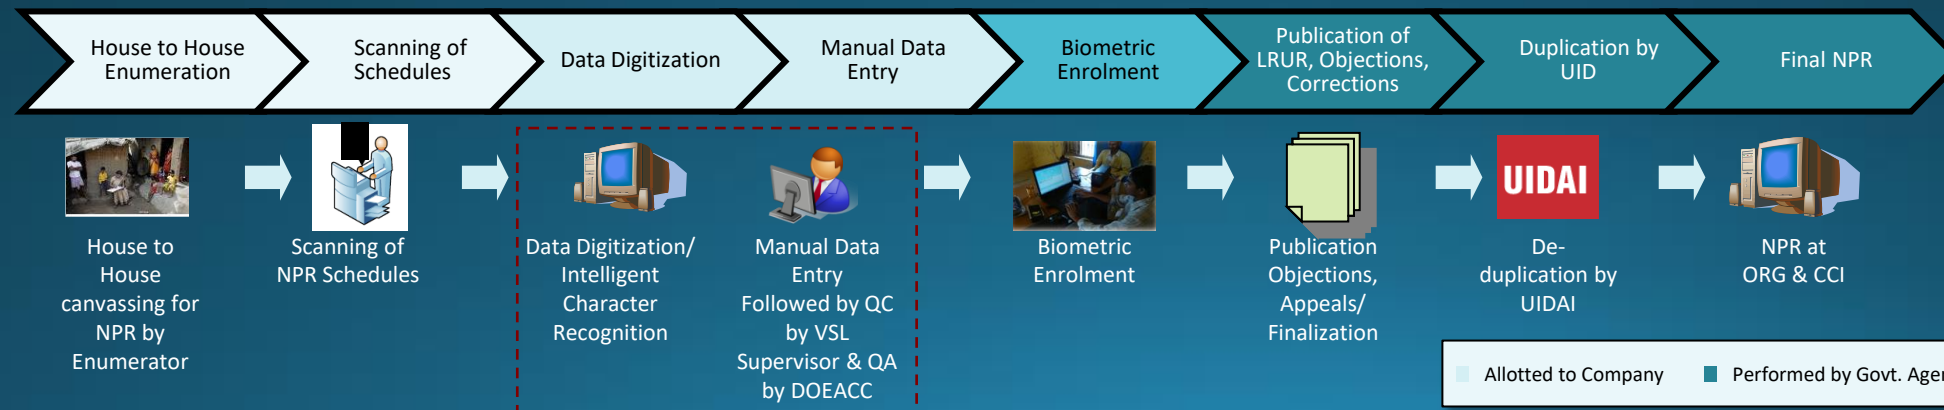 House to House
Enumeration
Scanning of
Schedules
Data Digitization
Manual Data
Entry
Biometric
Enrolment
Publication of
LRUR, Objections,
Corrections
Duplication by
UID
Final NPR
UIDAI
House to
House
canvassing for
NPR by
Enumerator
Scanning of
NPR Schedules
Data Digitization/
Intelligent
Character
Recognition
Manual Data
Entry
Followed by QC
by VSL
Supervisor & QA
by DOEACC
Biometric
Enrolment
Publication
Objections,
Appeals/
Finalization
De-
duplication by
UIDAI
NPR at
ORG & CCI
Allotted to Company
Performed by Govt. Agen